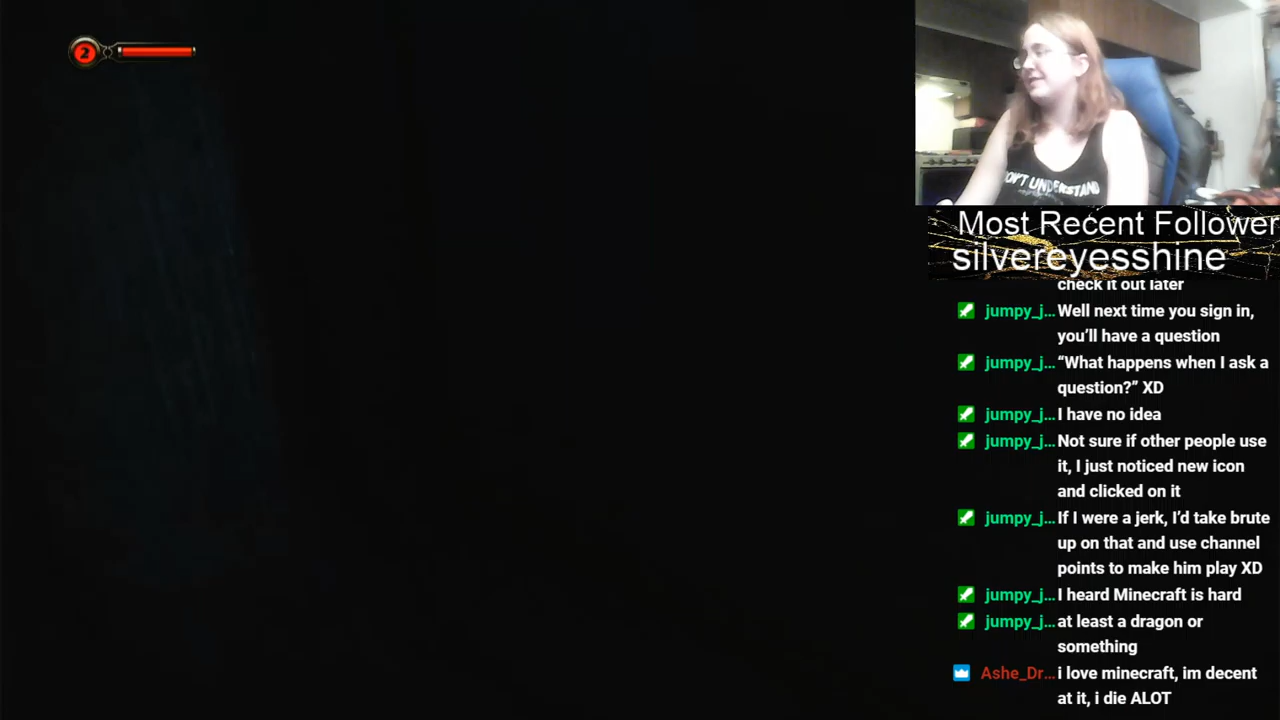 2
ON'T UNDERSTAND
Most Recent Follower
silvereyesshine
check it out later
jumpy_j... Well next time you sign in,
you'll have a question
jumpy_j... “What happens when I ask a
question?” XD
jumpy_j... I have no idea
jumpy_j... Not sure if other people use
it, I just noticed new icon
and clicked on it
jumpy_j... If I were a jerk, I'd take brute
up on that and use channel
points to make him play XD
jumpy_j... I heard Minecraft is hard
jumpy_j... at least a dragon or
something
Ashe_Dr... i love minecraft, im decent
at it, i die ALOT